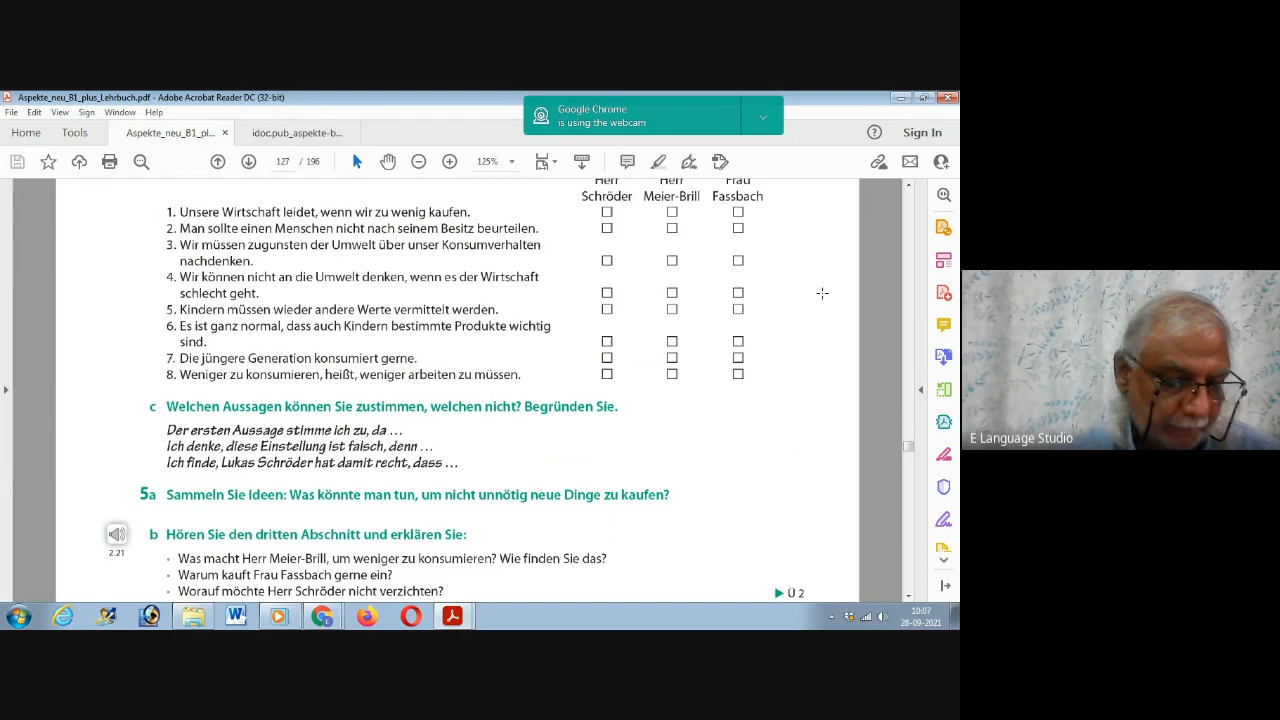 Aspekte_neu_B1_plus_Lehrbuch.pdf - Adobe Acrobat Reader DC (32-bit)
File Edit View Sign Window Help
Google Chrome
is using the webcam
Home Tools Aspekte_neu_B1_pl... × idoc.pub_aspekte-b... Sign In
127 / 196 125%
Herr Herr Frau
Schröder Meier-Brill Fassbach
1. Unsere Wirtschaft leidet, wenn wir zu wenig kaufen.
2. Man sollte einen Menschen nicht nach seinem Besitz beurteilen.
3. Wir müssen zugunsten der Umwelt über unser Konsumverhalten
nachdenken.
4. Wir können nicht an die Umwelt denken, wenn es der Wirtschaft
schlecht geht.
5. Kindern müssen wieder andere Werte vermittelt werden.
6. Es ist ganz normal, dass auch Kindern bestimmte Produkte wichtig
sind.
7. Die jüngere Generation konsumiert gerne.
8. Weniger zu konsumieren, heißt, weniger arbeiten zu müssen.
c Welchen Aussagen können Sie zustimmen, welchen nicht? Begründen Sie.
Der ersten Aussage stimme ich zu, da ...
Ich denke, diese Einstellung ist falsch, denn ...
Ich finde, Lukas Schröder hat damit recht, dass ...
5a Sammeln Sie Ideen: Was könnte man tun, um nicht unnötig neue Dinge zu kaufen?
b Hören Sie den dritten Abschnitt und erklären Sie:
2.21
• Was macht Herr Meier-Brill, um weniger zu konsumieren? Wie finden Sie das?
• Warum kauft Frau Fassbach gerne ein?
• Worauf möchte Herr Schröder nicht verzichten?
▶ Ü 2
10:07
28-09-2021
E Language Studio